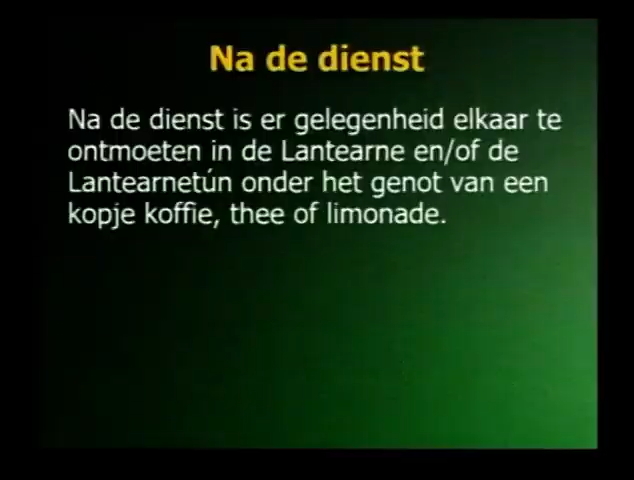 Na de dienst
Na de dienst is er gelegenheid elkaar te
ontmoeten in de Lantearne en/of de
Lantearnetún onder het genot van een
kopje koffie, thee of limonade.